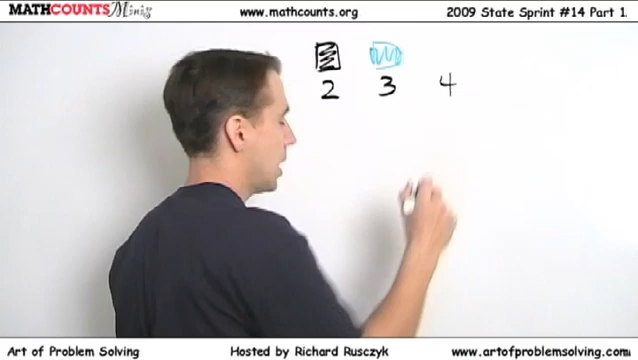 MATHCOUNTS Minis
www.mathcounts.org
2009 State Sprint #14 Part 1
2 3 4
Art of Problem Solving
Hosted by Richard Rusczyk
www.artofproblemsolving.com